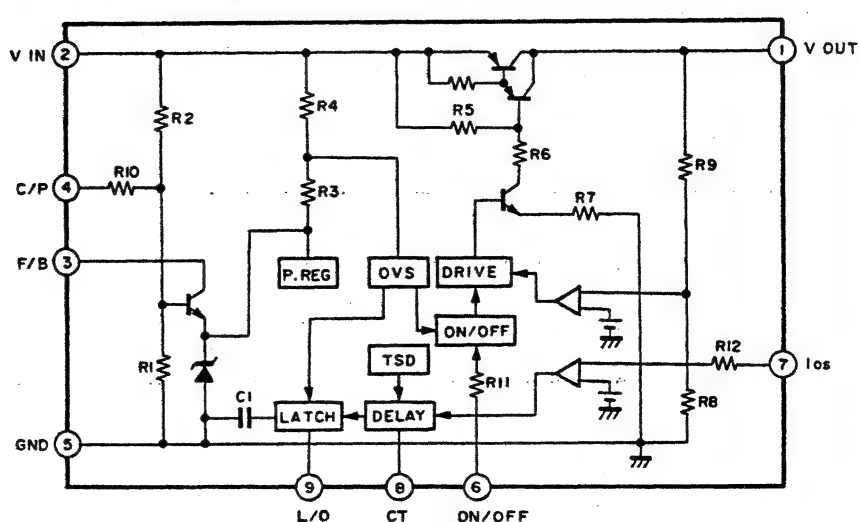 V IN 2
1 V OUT
R2
R4
R5
R6
R9
C/P 4
R10
R3
R7
F/B 3
P.REG
OVS
DRIVE
ON/OFF
R12
R1
TSD
R11
7 Ios
C1
LATCH
DELAY
R8
GND 5
9
8
6
L/O
CT
ON/OFF